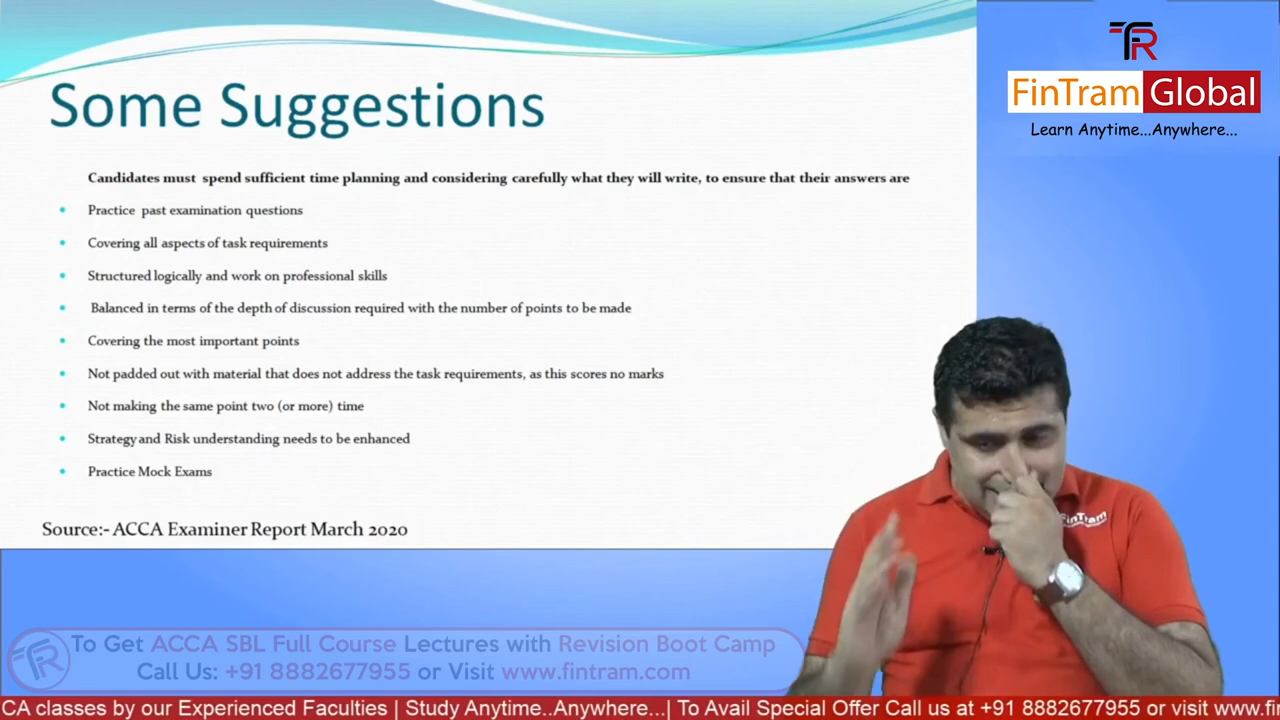 Some Suggestions
Candidates must spend sufficient time planning and considering carefully what they will write, to ensure that their answers are
• Practice past examination questions
• Covering all aspects of task requirements
• Structured logically and work on professional skills
• Balanced in terms of the depth of discussion required with the number of points to be made
• Covering the most important points
• Not padded out with material that does not address the task requirements, as this scores no marks
• Not making the same point two (or more) time
• Strategy and Risk understanding needs to be enhanced
• Practice Mock Exams
Source:- ACCA Examiner Report March 2020
FinTram Global
Learn Anytime...Anywhere...
FinTram
To Get ACCA SBL Full Course Lectures with Revision Boot Camp
Call Us: +91 8882677955 or Visit www.fintram.com
CA classes by our Experienced Faculties | Study Anytime..Anywhere...| To Avail Special Offer Call us at +91 8882677955 or visit www.fi